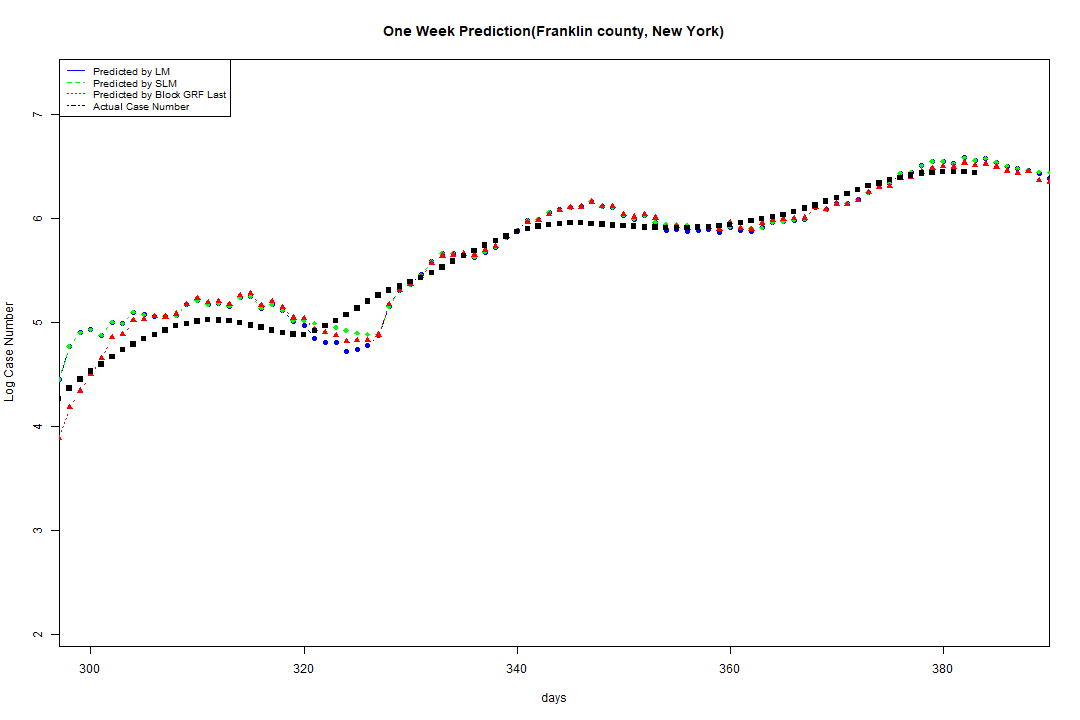 One Week Prediction(Franklin county, New York)
Predicted by LM
Predicted by SLM
Predicted by Block GRF Last
Actual Case Number
7
6
5
4
3
2
Log Case Number
300 320 340 360 380
days